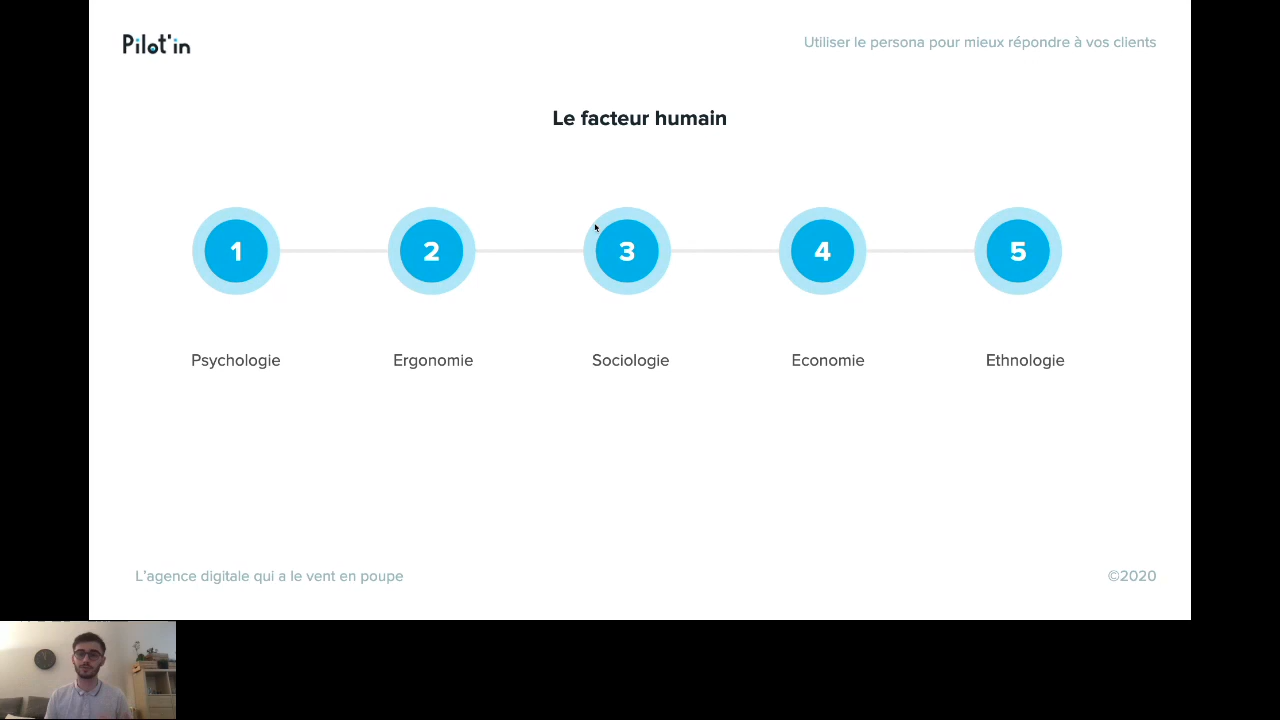 Pilot'in
Utiliser le persona pour mieux répondre à vos clients
Le facteur humain
1 2 3 4 5
Psychologie Ergonomie Sociologie Economie Ethnologie
L'agence digitale qui a le vent en poupe
©2020